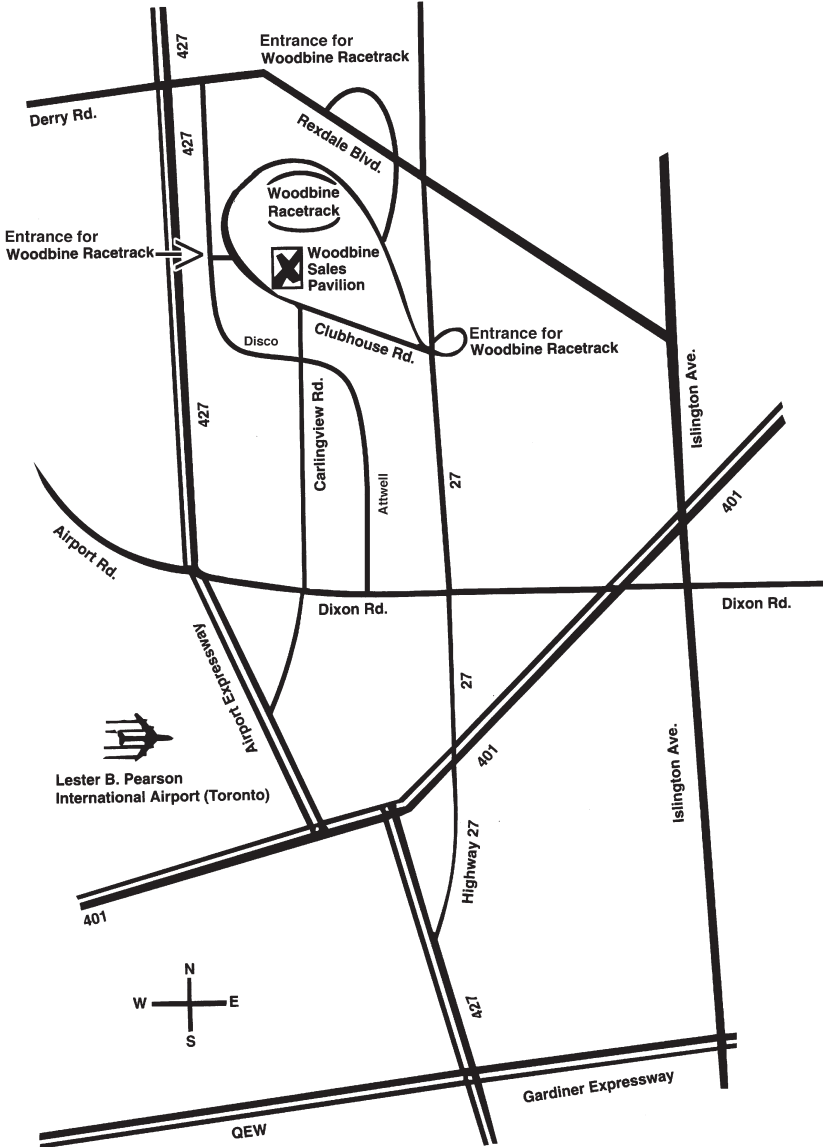 427
Entrance for
Woodbine Racetrack
Derry Rd.
427
Rexdale Blvd.
Woodbine
Racetrack
Entrance for
Woodbine Racetrack
Woodbine
Sales
Pavilion
Clubhouse Rd.
Entrance for
Woodbine Racetrack
Disco
Islington Ave.
427
Carlingview Rd.
Attwell
27
401
Airport Rd.
Dixon Rd.
Dixon Rd.
Airport Expressway
27
401
Islington Ave.
Lester B. Pearson
International Airport (Toronto)
Highway 27
401
N
W E
S
427
Gardiner Expressway
QEW